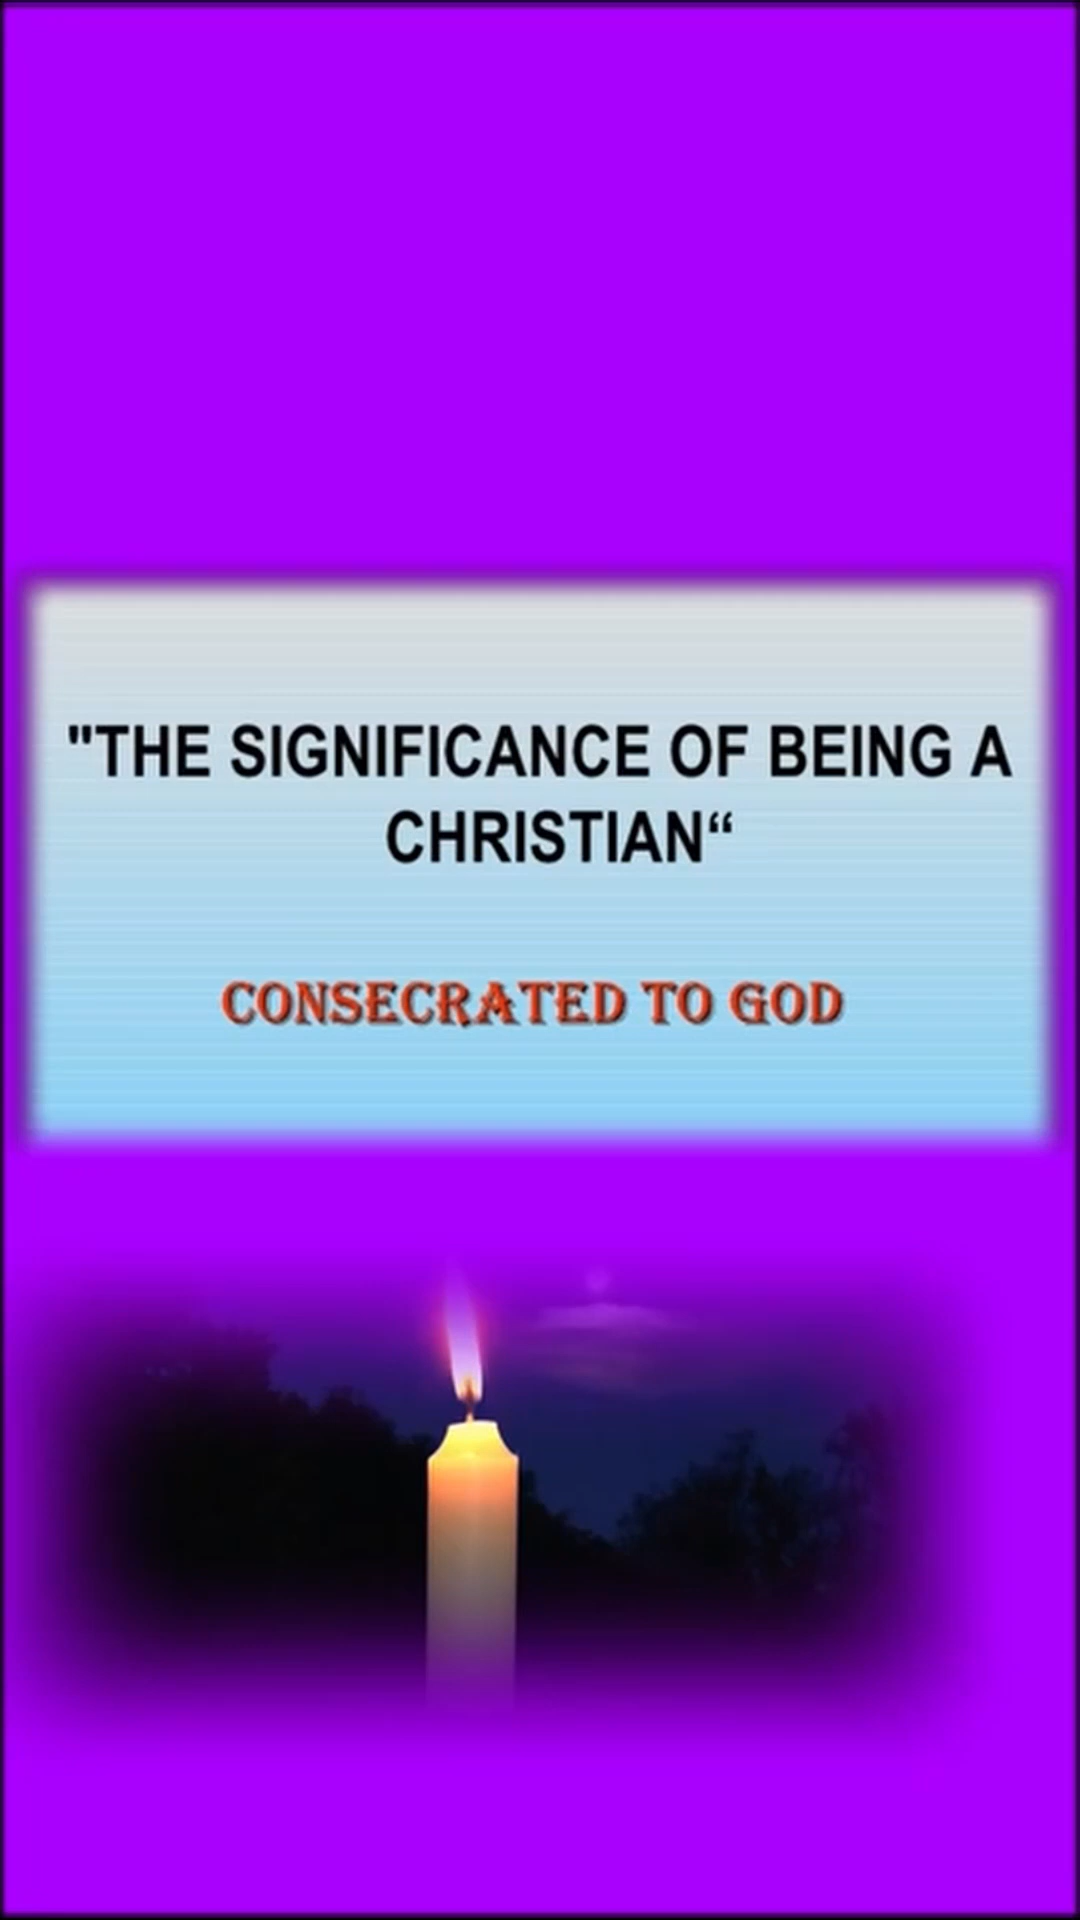 "THE SIGNIFICANCE OF BEING A
CHRISTIAN“
CONSECRATED TO GOD